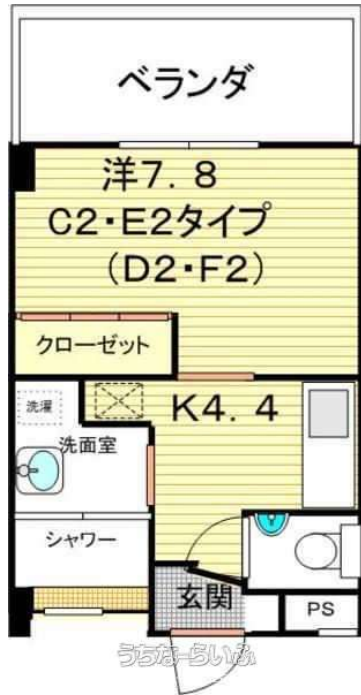 ベランダ
洋7.8
C2・E2タイプ
(D2・F2)
クローゼット
洗濯
K4.4
洗面室
シャワー
玄関
PS
うちなーらいふ